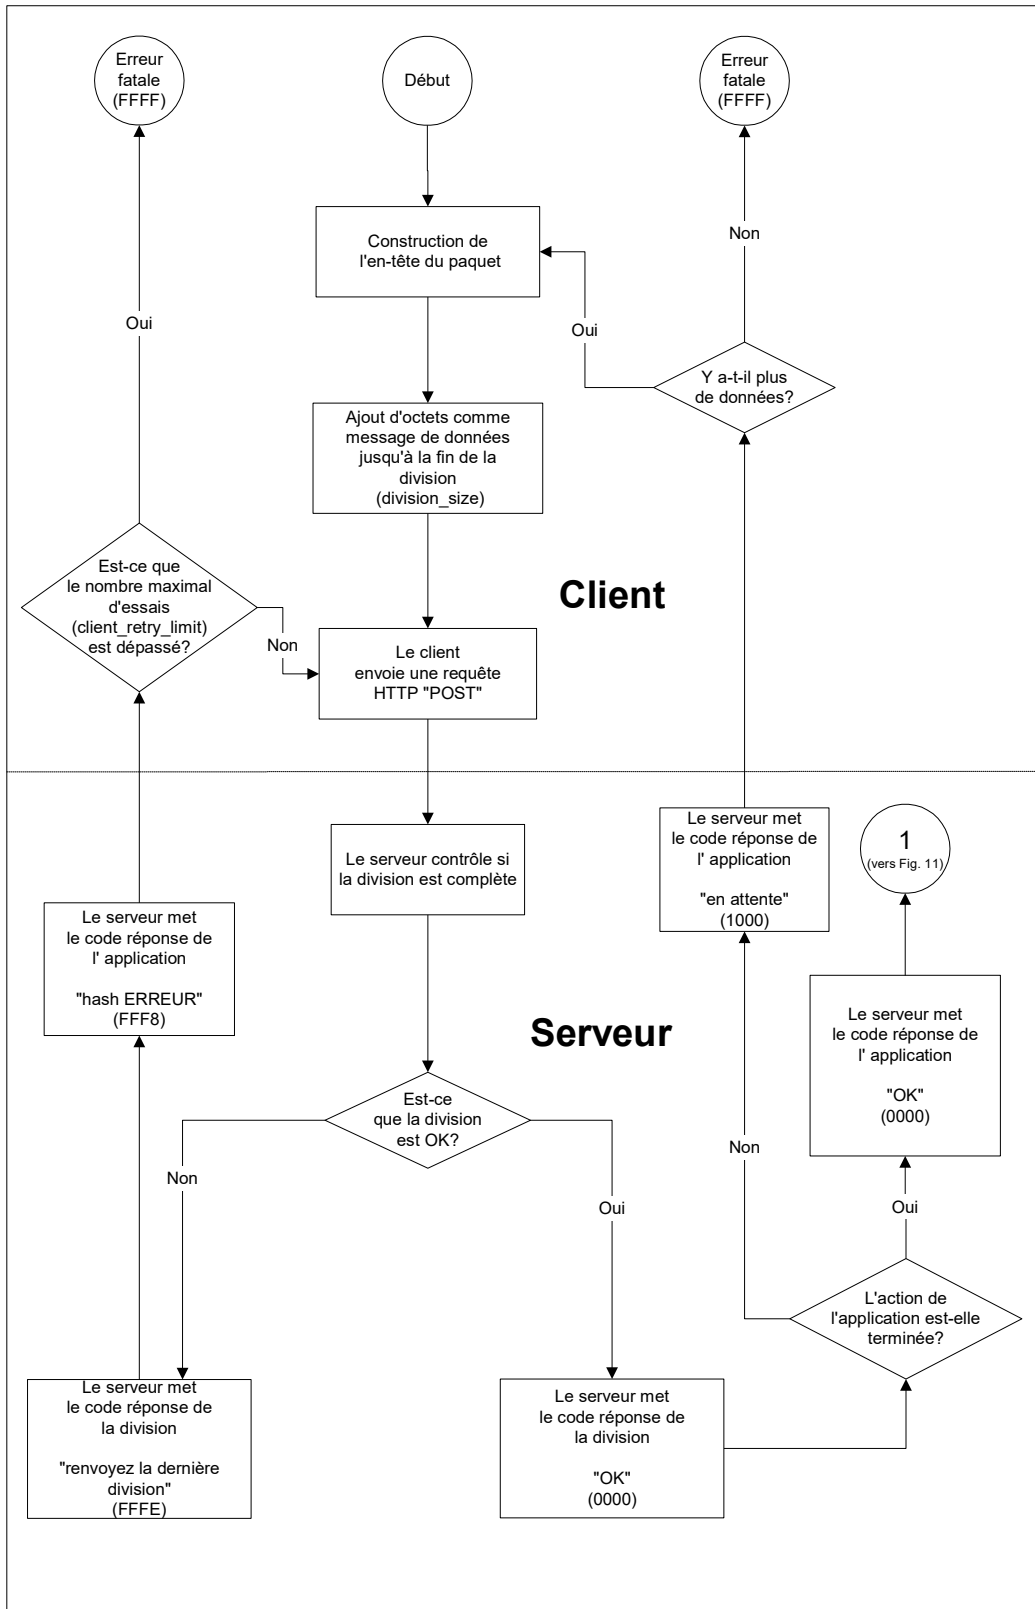 Erreur
fatale
(FFFF)
Début
Erreur
fatale
(FFFF)
Construction de
l'en-tête du paquet
Non
Oui
Oui
Y a-t-il plus
de données?
Ajout d'octets comme
message de données
jusqu'à la fin de la
division
(division_size)
Est-ce que
le nombre maximal
d'essais
(client_retry_limit)
est dépassé?
Client
Non
Le client
envoie une requête
HTTP "POST"
Le serveur met
le code réponse de
l' application
"en attente"
(1000)
1
(vers Fig. 11)
Le serveur contrôle si
la division est complète
Le serveur met
le code réponse de
l' application
"hash ERREUR"
(FFF8)
Le serveur met
le code réponse de
l' application
"OK"
(0000)
Serveur
Est-ce
que la division
est OK?
Non
Non
Oui
Oui
L'action de
l'application est-elle
terminée?
Le serveur met
le code réponse de
la division
"renvoyez la dernière
division"
(FFFE)
Le serveur met
le code réponse de
la division
"OK"
(0000)